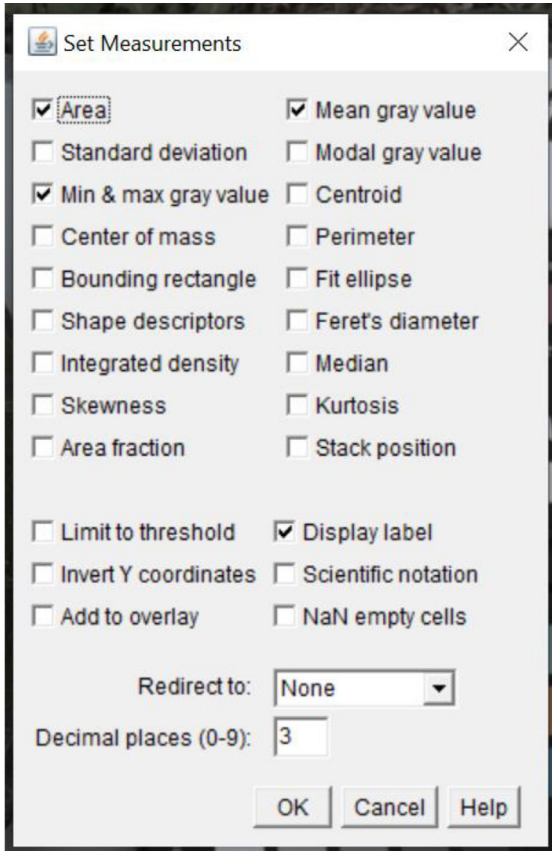 Set Measurements
Area Mean gray value
Standard deviation Modal gray value
Min & max gray value Centroid
Center of mass Perimeter
Bounding rectangle Fit ellipse
Shape descriptors Feret's diameter
Integrated density Median
Skewness Kurtosis
Area fraction Stack position
Limit to threshold Display label
Invert Y coordinates Scientific notation
Add to overlay NaN empty cells
Redirect to: None
Decimal places (0-9): 3
OK Cancel Help